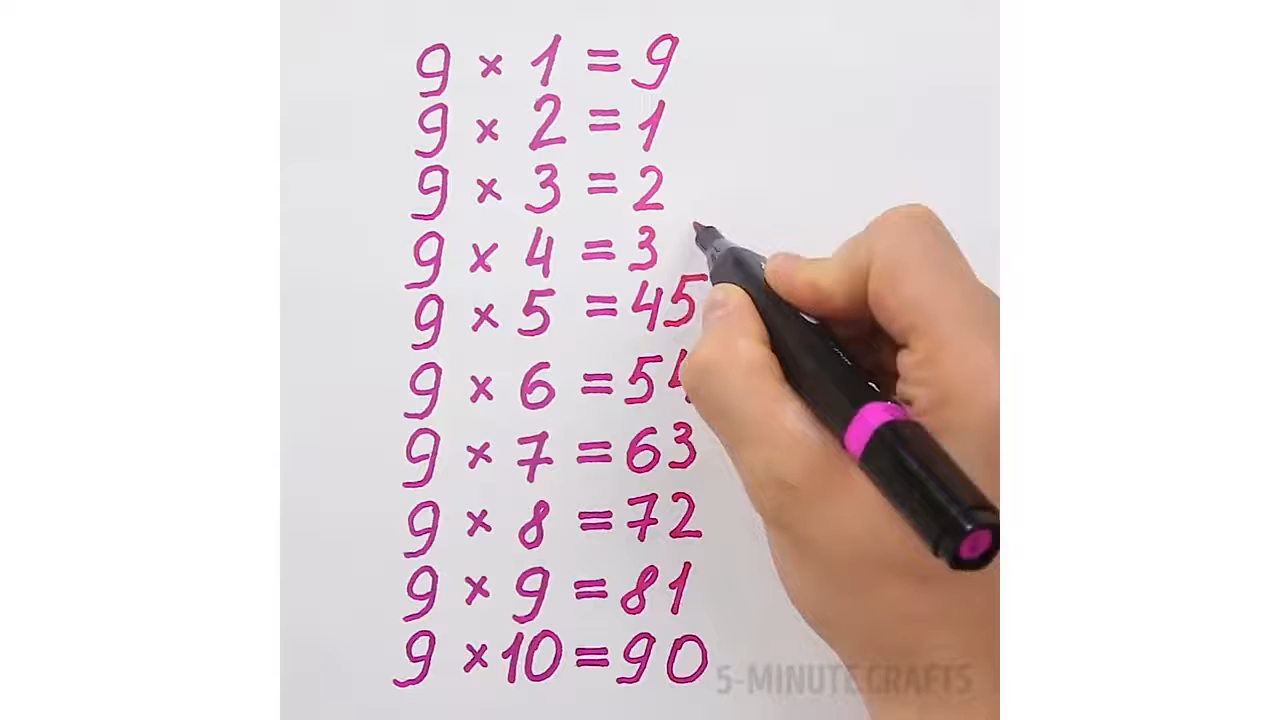 9 × 1 = 9
9 × 2 = 1
9 × 3 = 2
9 × 4 = 3
9 × 5 = 45
9 × 6 = 54
9 × 7 = 63
9 × 8 = 72
9 × 9 = 81
9 × 10 = 90
5-MINUTE CRAFTS